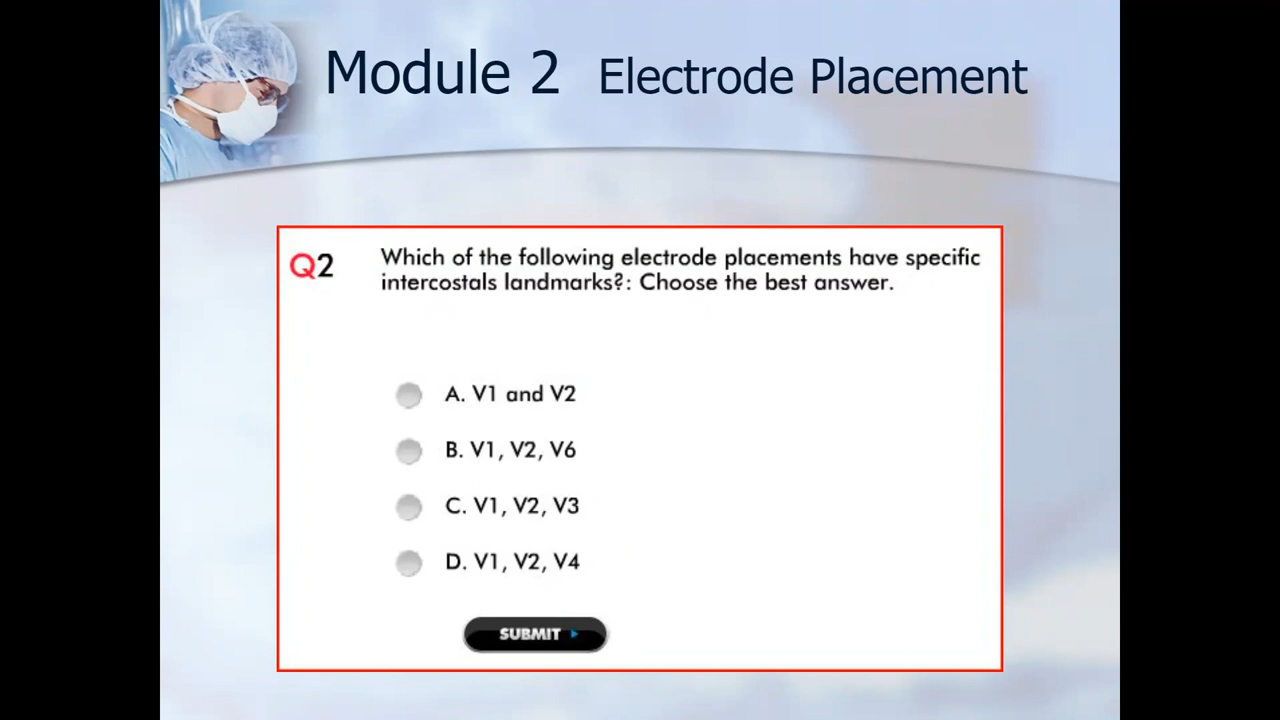 Module 2 Electrode Placement
Q2 Which of the following electrode placements have specific
intercostals landmarks?: Choose the best answer.
A. V1 and V2
B. V1, V2, V6
C. V1, V2, V3
D. V1, V2, V4
SUBMIT